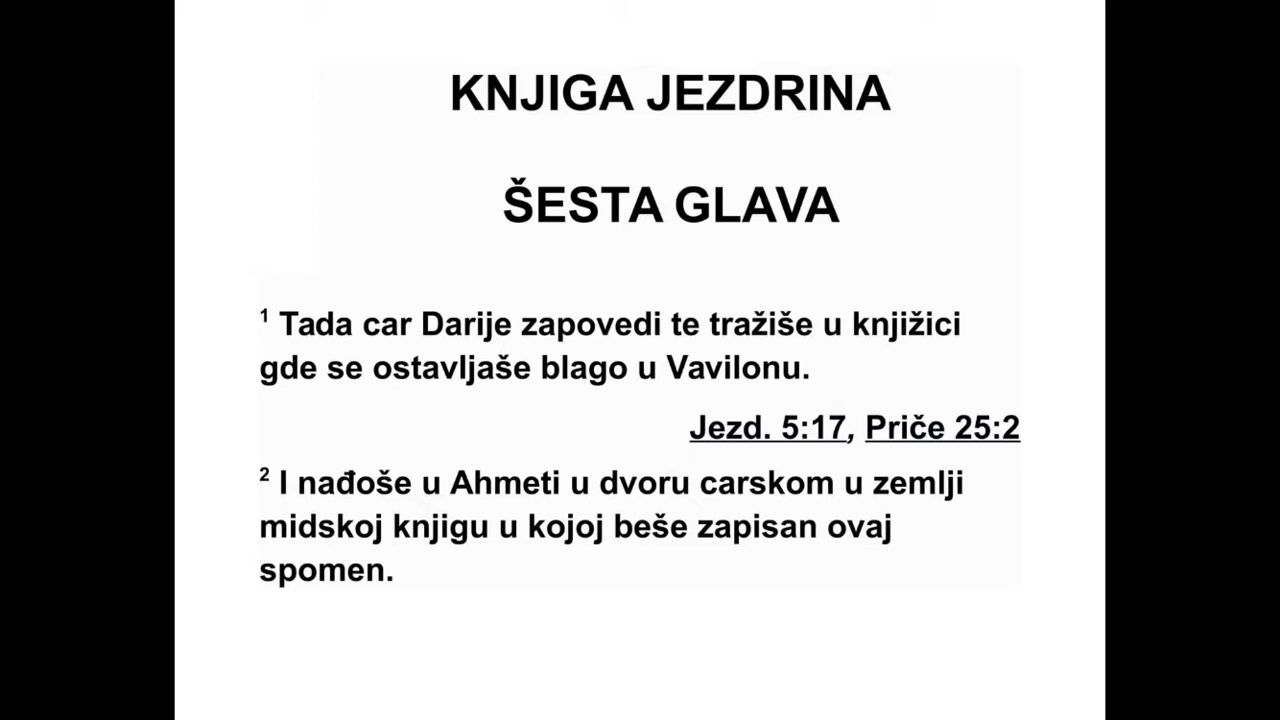 KNJIGA JEZDRINA
ŠESTA GLAVA
1 Tada car Darije zapovedi te tražiše u knjižici
gde se ostavljaše blago u Vavilonu.
Jezd. 5:17, Priče 25:2
2 I nađoše u Ahmeti u dvoru carskom u zemlji
midskoj knjigu u kojoj beše zapisan ovaj
spomen.